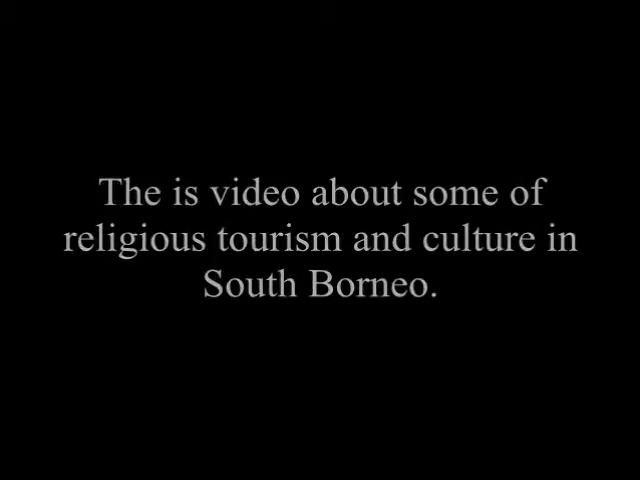 The is video about some of
religious tourism and culture in
South Borneo.